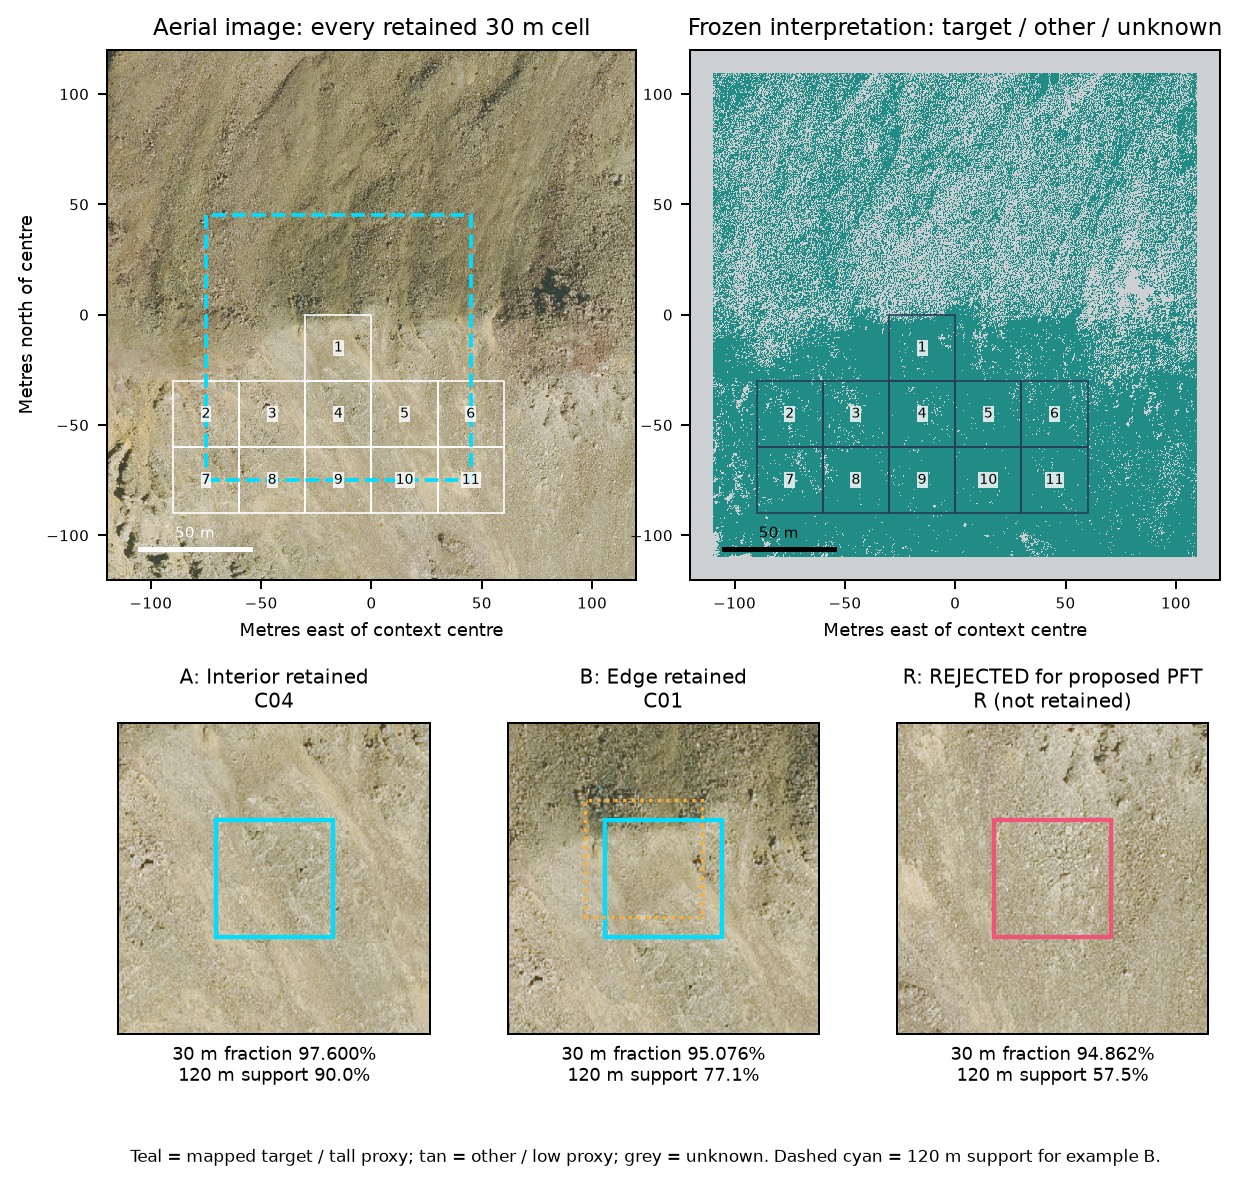 Aerial image: every retained 30 m cell
Frozen interpretation: target / other / unknown
Metres north of centre
100
50
0
−50
−100
1
2
3
4
5
6
7
8
9
10
11
50 m
−100
−50
0
50
100
Metres east of context centre
100
50
0
−50
−100
1
2
3
4
5
6
7
8
9
10
11
50 m
−100
−50
0
50
100
Metres east of context centre
A: Interior retained
C04
30 m fraction 97.600%
120 m support 90.0%
B: Edge retained
C01
30 m fraction 95.076%
120 m support 77.1%
R: REJECTED for proposed PFT
R (not retained)
30 m fraction 94.862%
120 m support 57.5%
Teal = mapped target / tall proxy; tan = other / low proxy; grey = unknown. Dashed cyan = 120 m support for example B.